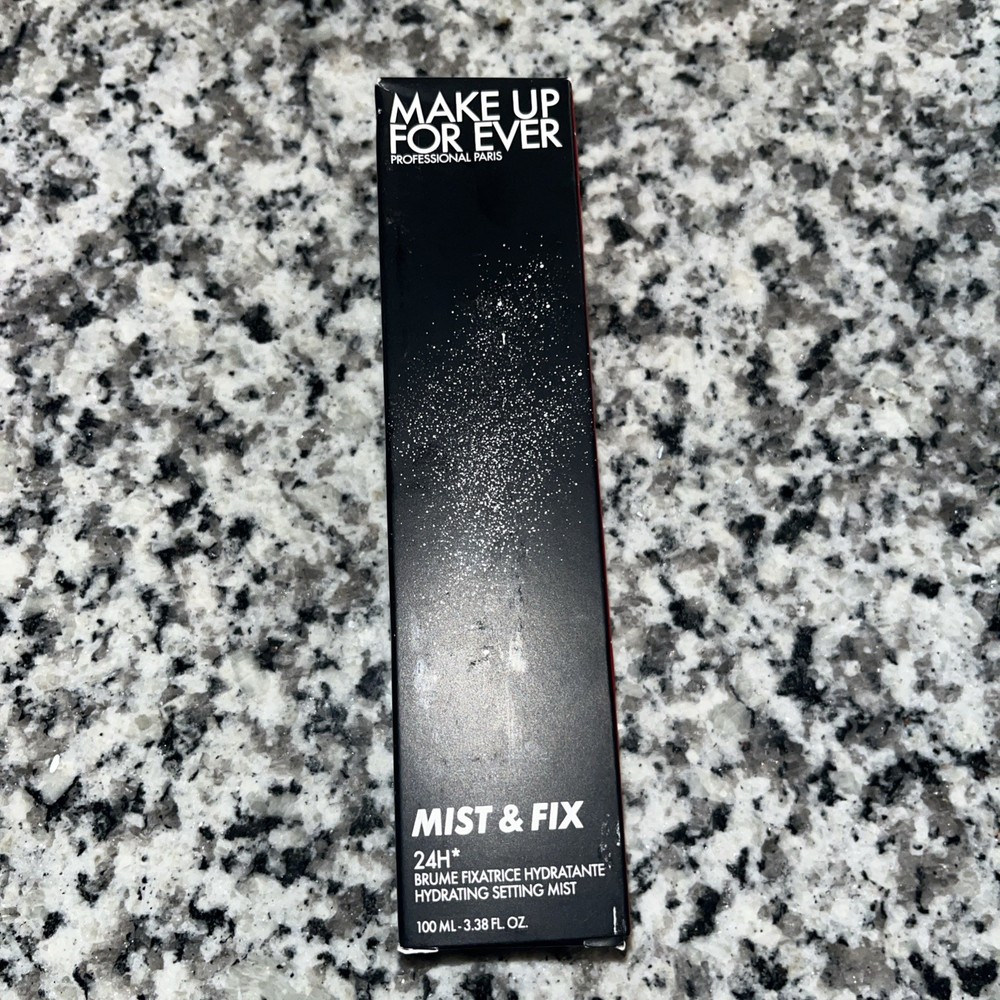 MAKE UP
FOR EVER
PROFESSIONAL PARIS
MIST & FIX
24H*
BRUME FIXATRICE HYDRATANTE
HYDRATING SETTING MIST
100 ML - 3.38 FL. OZ.